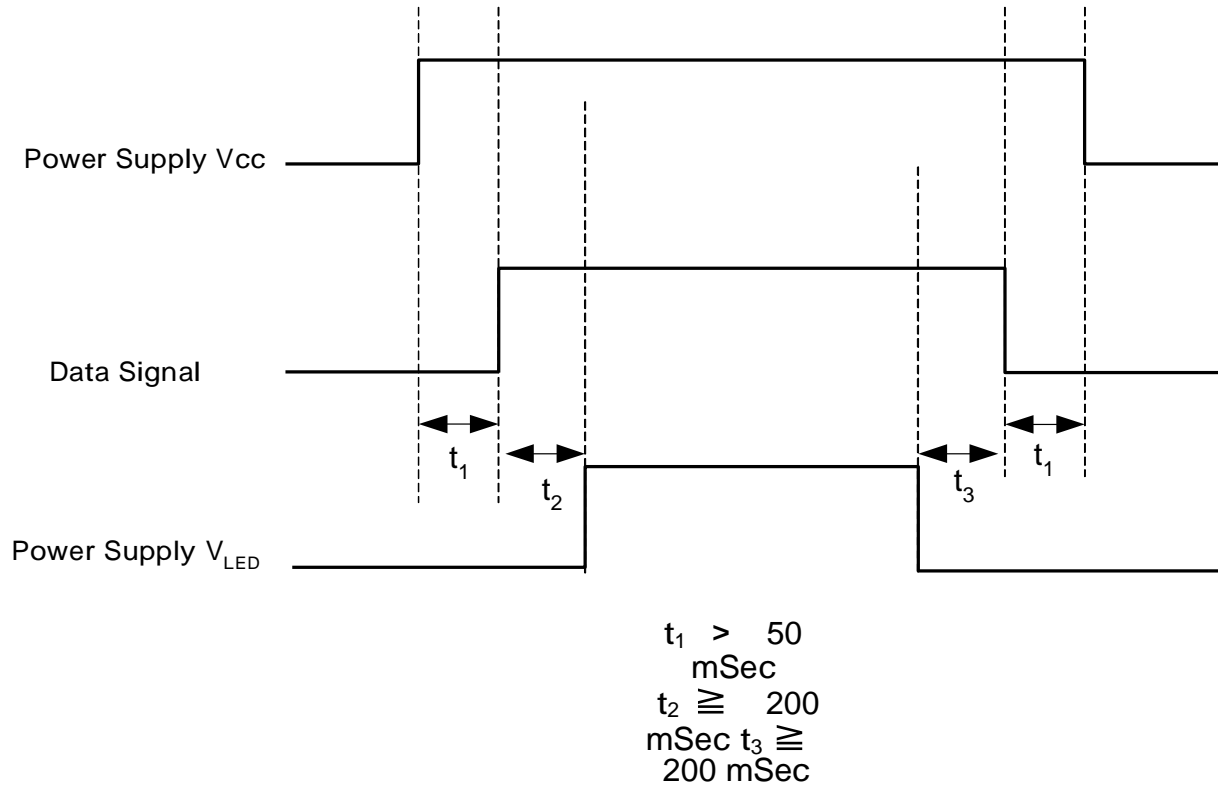 Power Supply Vcc
Data Signal
t1
t1
t2
t3
Power Supply VLED
t1 > 50
mSec
t2 ≧ 200
mSec t3 ≧
200 mSec